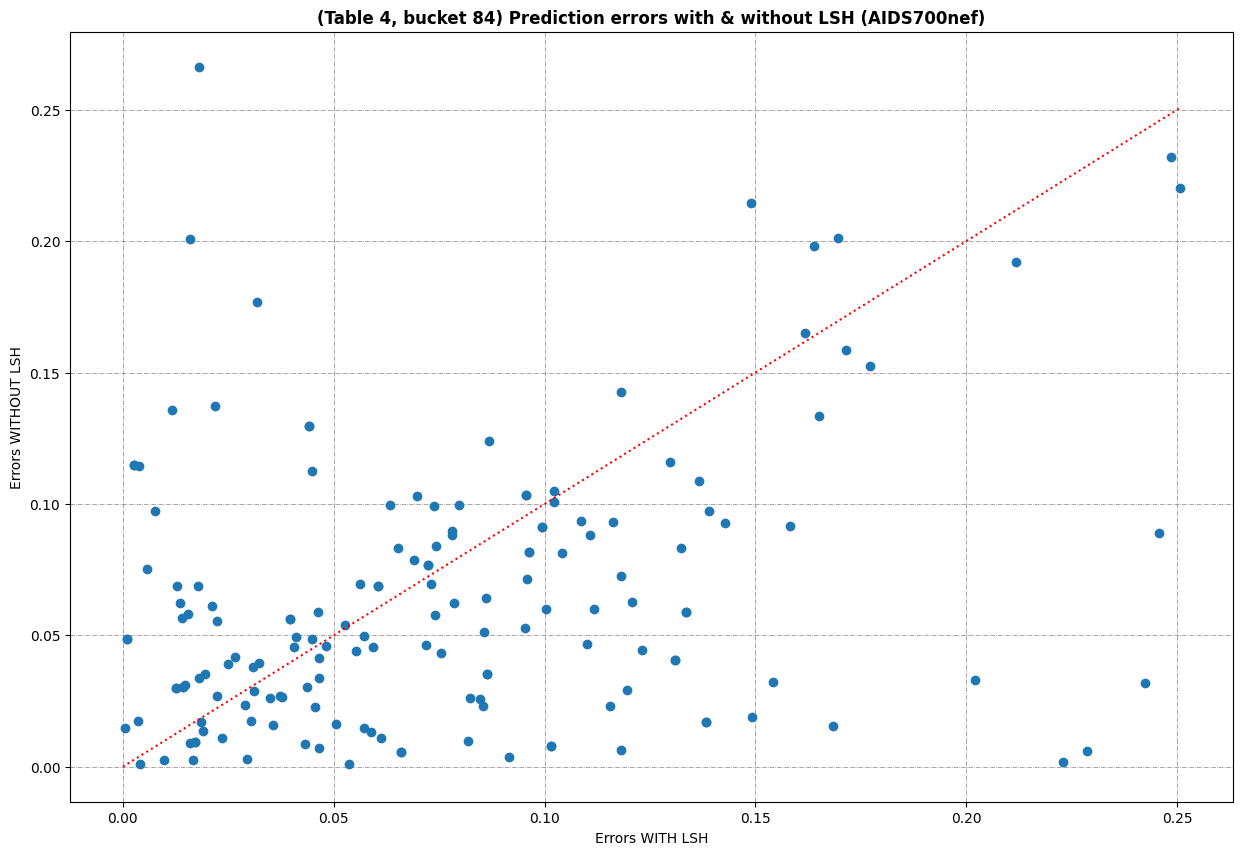 (Table 4, bucket 84) Prediction errors with & without LSH (AIDS700nef)
Errors WITHOUT LSH
0.25
0.20
0.15
0.10
0.05
0.00
0.00 0.05 0.10 0.15 0.20 0.25
Errors WITH LSH